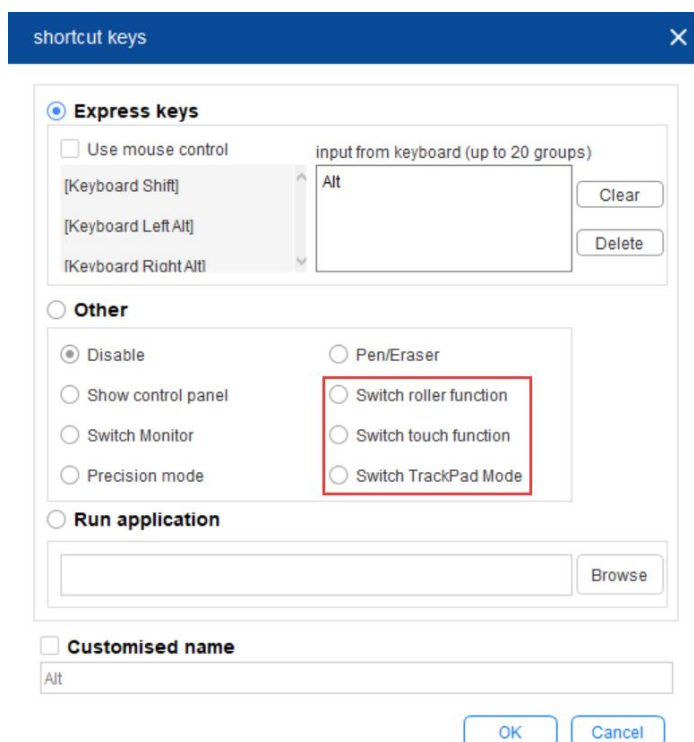 shortcut keys
Express keys
Use mouse control
input from keyboard (up to 20 groups)
[Keyboard Shift]
[Keyboard Left Alt]
[Keyboard Right Alt]
Alt
Clear
Delete
Other
Disable
Pen/Eraser
Show control panel
Switch roller function
Switch Monitor
Switch touch function
Precision mode
Switch TrackPad Mode
Run application
Browse
Customised name
Alt
OK
Cancel